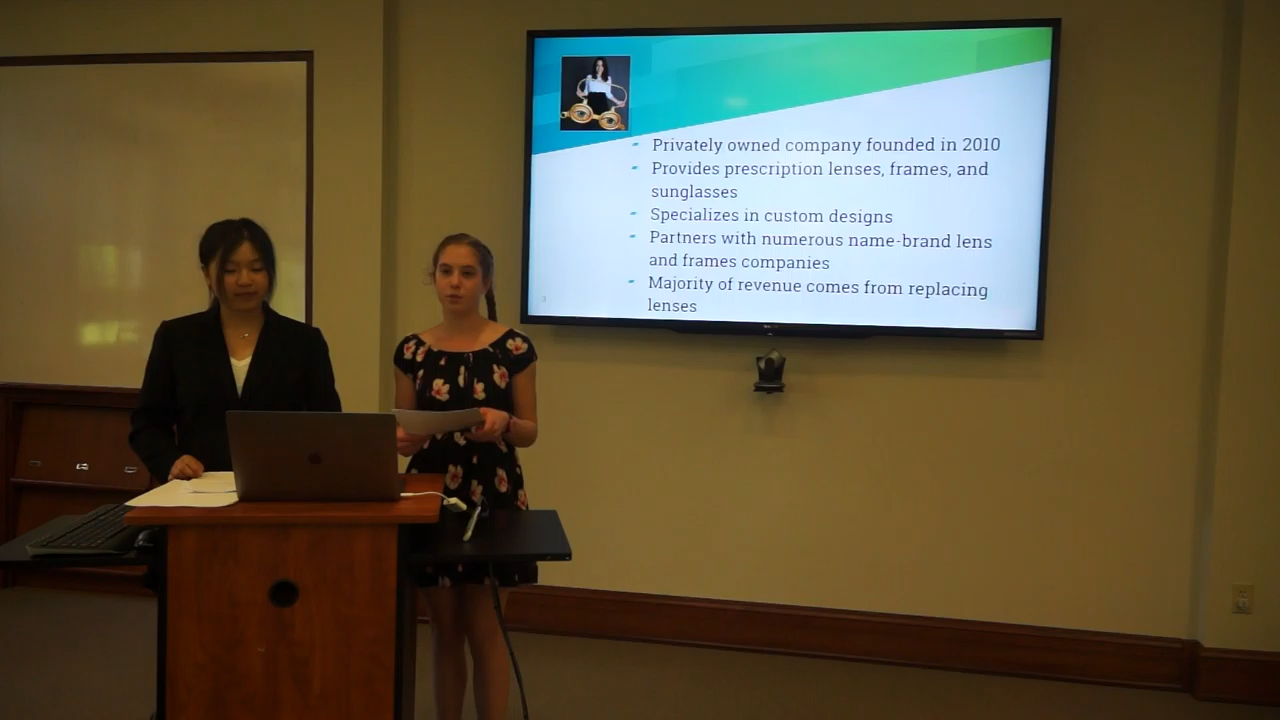 - Privately owned company founded in 2010
- Provides prescription lenses, frames, and
sunglasses
- Specializes in custom designs
- Partners with numerous name-brand lens
and frames companies
- Majority of revenue comes from replacing
lenses
3